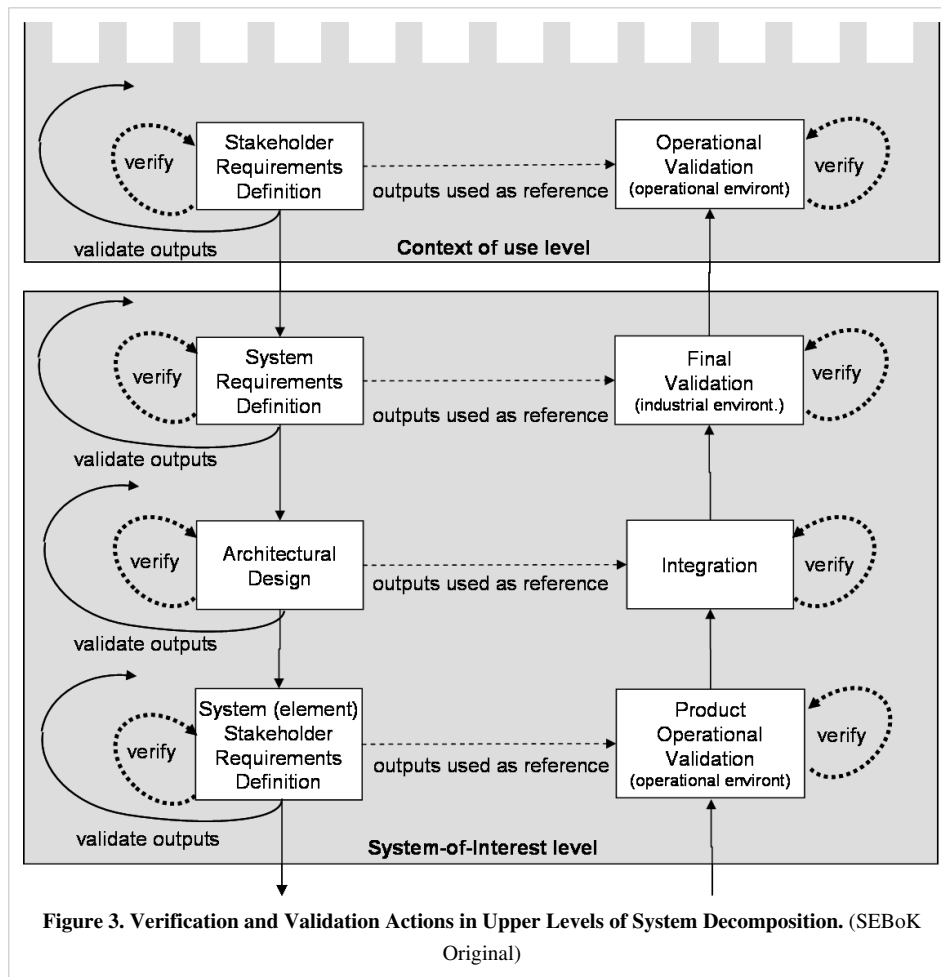 verify
Stakeholder
Requirements
Definition
outputs used as reference
Operational
Validation
(operational environt)
verify
validate outputs
Context of use level
verify
System
Requirements
Definition
outputs used as reference
Final
Validation
(industrial environt.)
verify
validate outputs
verify
Architectural
Design
outputs used as reference
Integration
verify
validate outputs
verify
System (element)
Stakeholder
Requirements
Definition
outputs used as reference
Product
Operational
Validation
(operational environt)
verify
validate outputs
System-of-Interest level
Figure 3. Verification and Validation Actions in Upper Levels of System Decomposition. (SEBoK
Original)